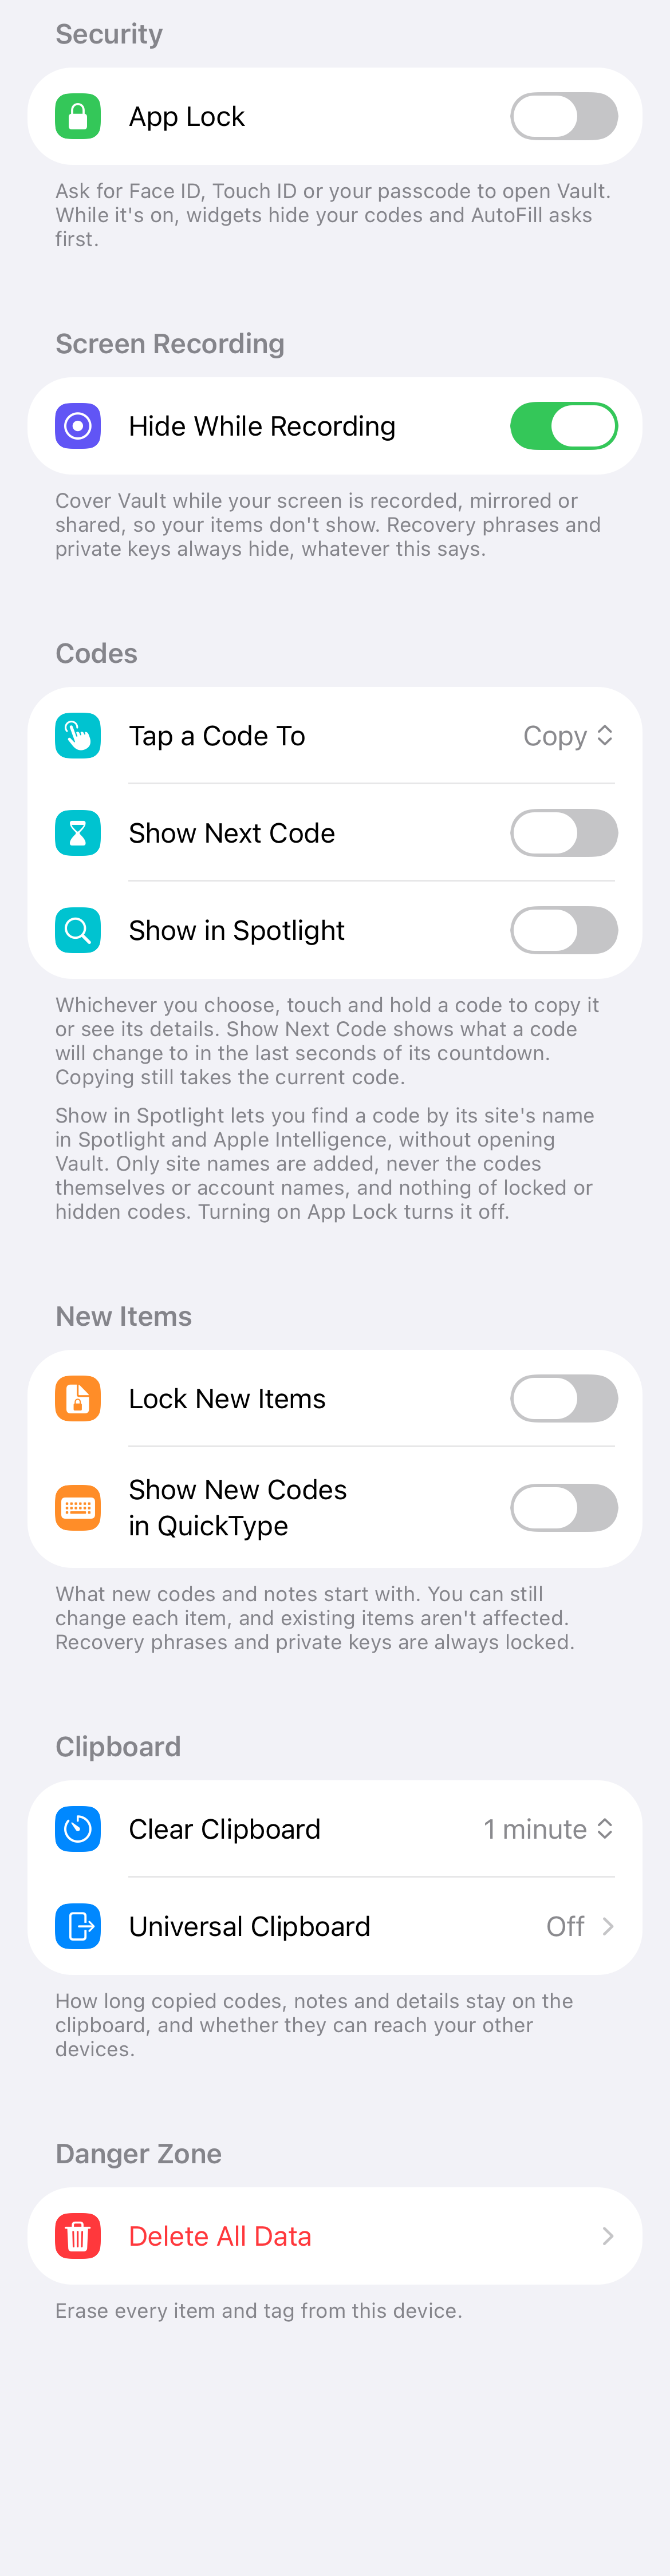 Security
App Lock
Ask for Face ID, Touch ID or your passcode to open Vault.
While it's on, widgets hide your codes and AutoFill asks
first.
Screen Recording
Hide While Recording
Cover Vault while your screen is recorded, mirrored or
shared, so your items don't show. Recovery phrases and
private keys always hide, whatever this says.
Codes
Tap a Code To Copy
Show Next Code
Show in Spotlight
Whichever you choose, touch and hold a code to copy it
or see its details. Show Next Code shows what a code
will change to in the last seconds of its countdown.
Copying still takes the current code.
Show in Spotlight lets you find a code by its site's name
in Spotlight and Apple Intelligence, without opening
Vault. Only site names are added, never the codes
themselves or account names, and nothing of locked or
hidden codes. Turning on App Lock turns it off.
New Items
Lock New Items
Show New Codes
in QuickType
What new codes and notes start with. You can still
change each item, and existing items aren't affected.
Recovery phrases and private keys are always locked.
Clipboard
Clear Clipboard 1 minute
Universal Clipboard Off
How long copied codes, notes and details stay on the
clipboard, and whether they can reach your other
devices.
Danger Zone
Delete All Data
Erase every item and tag from this device.